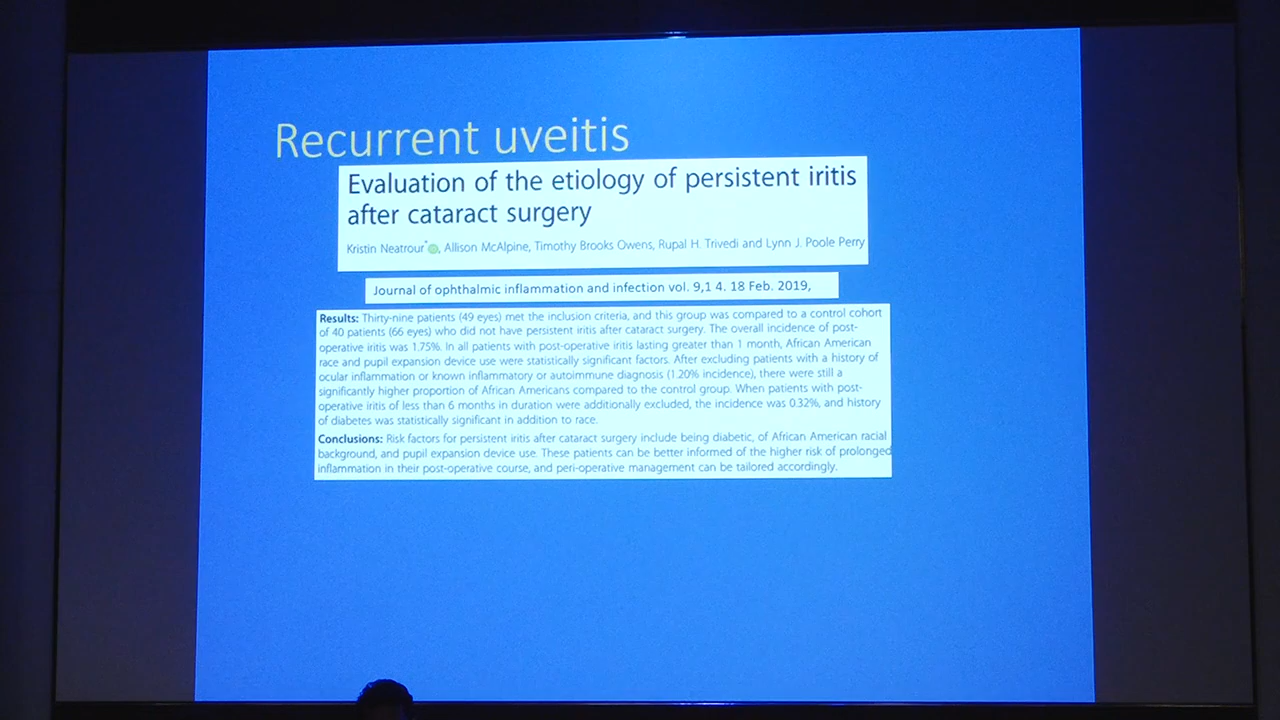 Recurrent uveitis
Evaluation of the etiology of persistent iritis
after cataract surgery
Kristin Neatrour*, Allison McAlpine, Timothy Brooks Owens, Rupal H. Trivedi and Lynn J. Poole Perry
Journal of ophthalmic inflammation and infection vol. 9,1 4. 18 Feb. 2019,
Results: Thirty-nine patients (49 eyes) met the inclusion criteria, and this group was compared to a control cohort
of 40 patients (66 eyes) who did not have persistent iritis after cataract surgery. The overall incidence of post-
operative iritis was 1.75%. In all patients with post-operative iritis lasting greater than 1 month, African American
race and pupil expansion device use were statistically significant factors. After excluding patients with a history of
ocular inflammation or known inflammatory or autoimmune diagnosis (1.20% incidence), there were still a
significantly higher proportion of African Americans compared to the control group. When patients with post-
operative iritis of less than 6 months in duration were additionally excluded, the incidence was 0.32%, and history
of diabetes was statistically significant in addition to race.
Conclusions: Risk factors for persistent iritis after cataract surgery include being diabetic, of African American racial
background, and pupil expansion device use. These patients can be better informed of the higher risk of prolonged
inflammation in their post-operative course, and peri-operative management can be tailored accordingly.